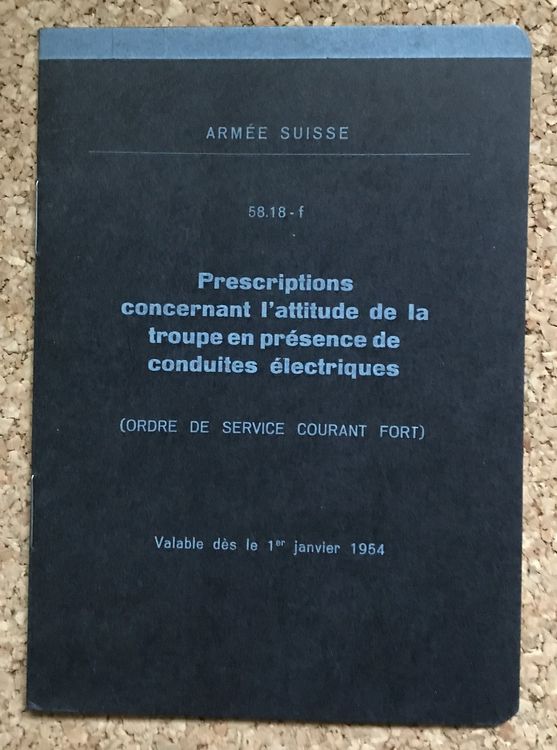 ARMÉE SUISSE
58.18-f
Prescriptions
concernant l'attitude de la
troupe en présence de
conduites électriques
(ORDRE DE SERVICE COURANT FORT)
Valable dès le 1er janvier 1954